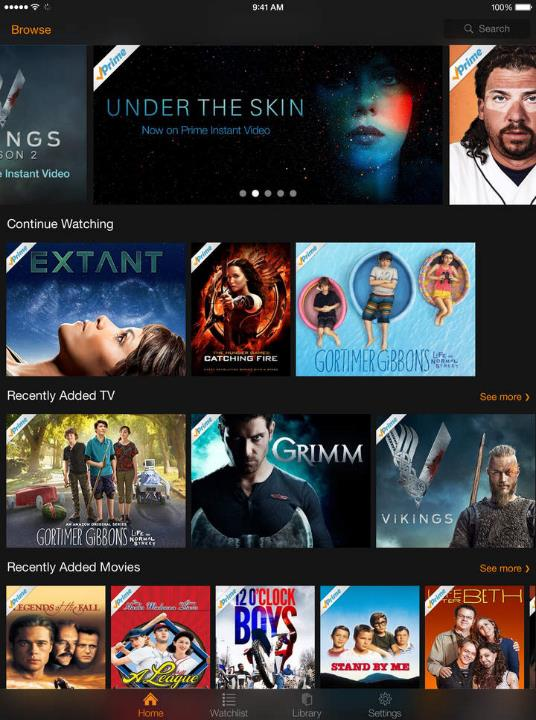 9:41 AM
100%
Browse
Search
NGS
SON 2
Instant Video
Prime
UNDER THE SKIN
Now on Prime Instant Video
Prime
Continue Watching
Prime
EXTANT
Prime
THE HUNGER GAMES
CATCHING FIRE
Prime
GORTIMER GIBBON'S LIFE ON NORMAL STREET
Recently Added TV
See more
Prime
AN AMAZON ORIGINAL SERIES
GORTIMER GIBBON'S LIFE ON NORMAL STREET
Prime
GRIMM
Prime
VIKINGS
Recently Added Movies
See more
Prime
LEGENDS of the FALL
Prime
Madonna
A League
Prime
12 O'CLOCK
BOYS
Prime
STAND BY ME
Prime
BETH
Home
Watchlist
Library
Settings